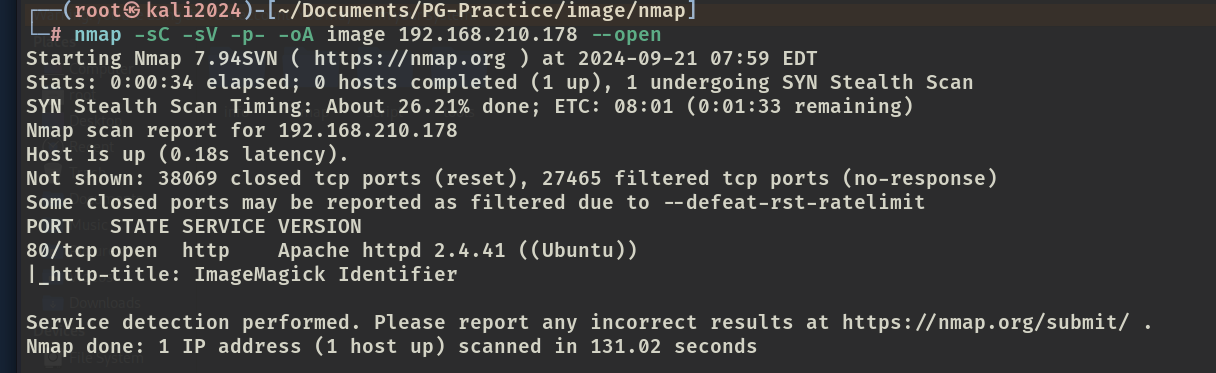 ┌──(root㉿kali2024)-[~/Documents/PG-Practice/image/nmap]
└─# nmap -sC -sV -p- -oA image 192.168.210.178 --open
Starting Nmap 7.94SVN ( https://nmap.org ) at 2024-09-21 07:59 EDT
Stats: 0:00:34 elapsed; 0 hosts completed (1 up), 1 undergoing SYN Stealth Scan
SYN Stealth Scan Timing: About 26.21% done; ETC: 08:01 (0:01:33 remaining)
Nmap scan report for 192.168.210.178
Host is up (0.18s latency).
Not shown: 38069 closed tcp ports (reset), 27465 filtered tcp ports (no-response)
Some closed ports may be reported as filtered due to --defeat-rst-ratelimit
PORT   STATE SERVICE VERSION
80/tcp open  http    Apache httpd 2.4.41 ((Ubuntu))
|_http-title: ImageMagick Identifier
Downloads
Service detection performed. Please report any incorrect results at https://nmap.org/submit/ .
Nmap done: 1 IP address (1 host up) scanned in 131.02 seconds